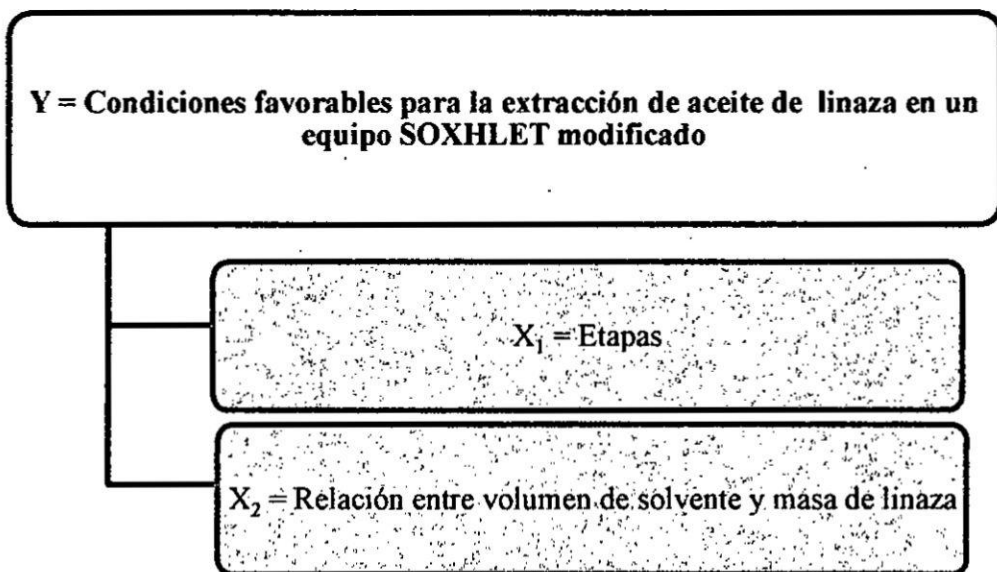 Y = Condiciones favorables para la extracción de aceite de linaza en un
equipo SOXHLET modificado
X₁ = Etapas
X₂ = Relación entre volumen de solvente y masa de linaza